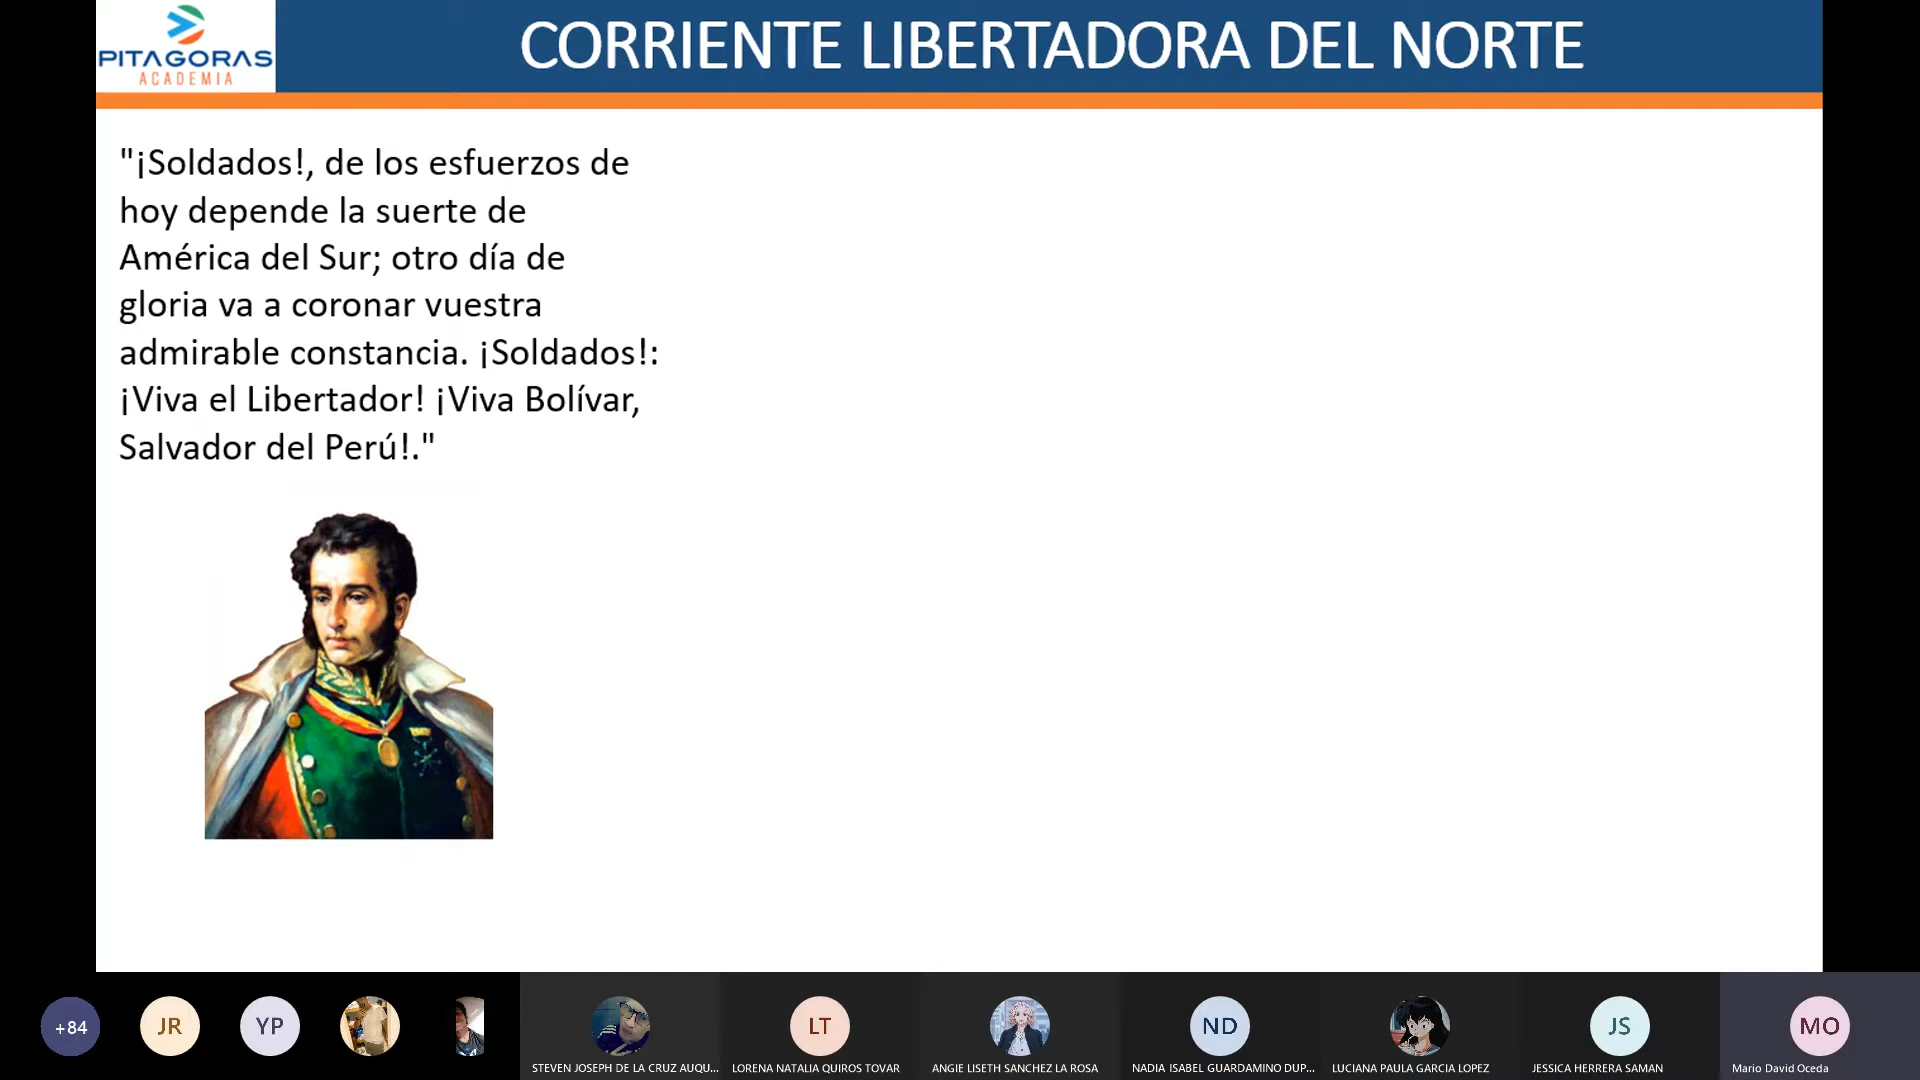 PITAGORAS
ACADEMIA
CORRIENTE LIBERTADORA DEL NORTE
"¡Soldados!, de los esfuerzos de
hoy depende la suerte de
América del Sur; otro día de
gloria va a coronar vuestra
admirable constancia. ¡Soldados!:
¡Viva el Libertador! ¡Viva Bolívar,
Salvador del Perú!."
+84
JR
YP
LT
ND
JS
MO
STEVEN JOSEPH DE LA CRUZ AUQU...
LORENA NATALIA QUIROS TOVAR
ANGIE LISETH SANCHEZ LA ROSA
NADIA ISABEL GUARDAMINO DUP...
LUCIANA PAULA GARCIA LOPEZ
JESSICA HERRERA SAMAN
Mario David Oceda